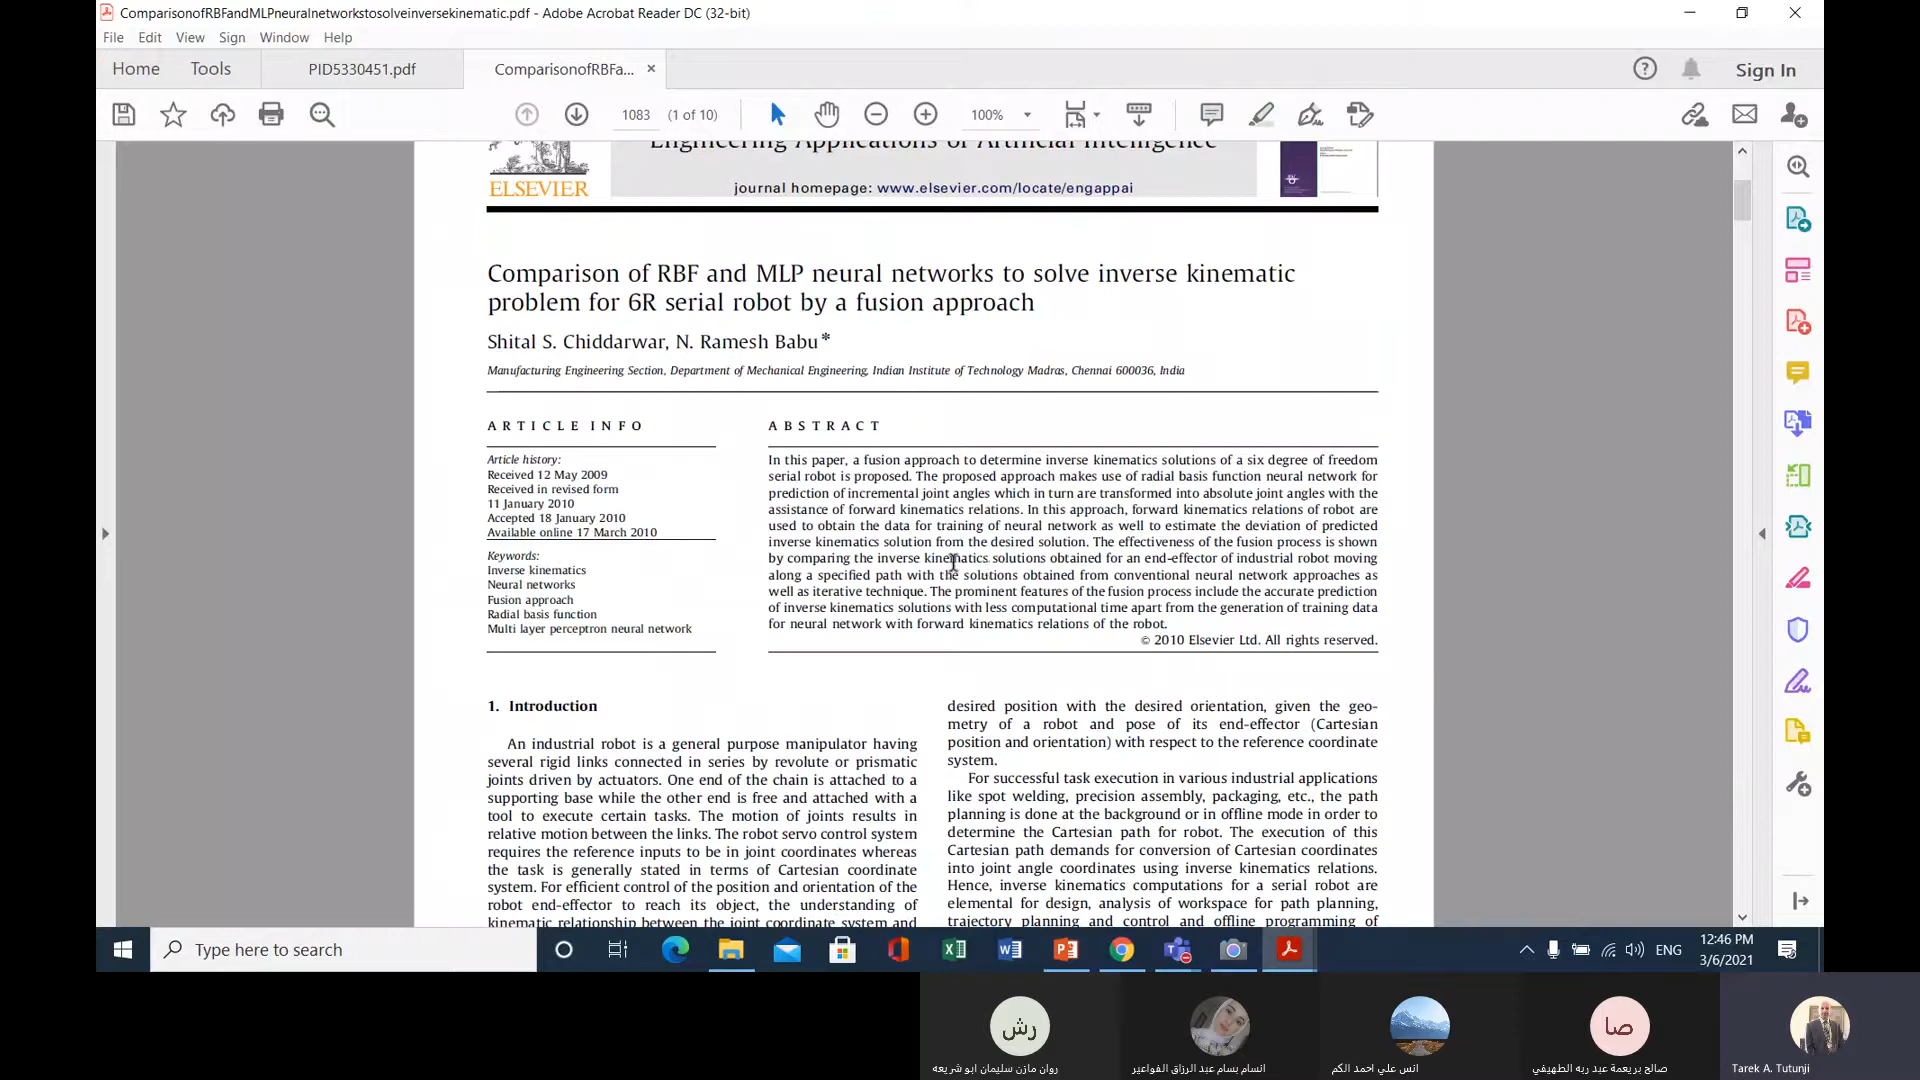 ComparisonofRBFandMLPneuralnetworkstosolveinversekinematic.pdf - Adobe Acrobat Reader DC (32-bit)
File Edit View Sign Window Help
Home Tools PID5330451.pdf ComparisonofRBFa... Sign In
1083 (1 of 10) 100%
Engineering Applications of Artificial Intelligence
ELSEVIER
journal homepage: www.elsevier.com/locate/engappai
Comparison of RBF and MLP neural networks to solve inverse kinematic
problem for 6R serial robot by a fusion approach
Shital S. Chiddarwar, N. Ramesh Babu*
Manufacturing Engineering Section, Department of Mechanical Engineering, Indian Institute of Technology Madras, Chennai 600036, India
ARTICLE INFO
Article history:
Received 12 May 2009
Received in revised form
11 January 2010
Accepted 18 January 2010
Available online 17 March 2010
Keywords:
Inverse kinematics
Neural networks
Fusion approach
Radial basis function
Multi layer perceptron neural network
ABSTRACT
In this paper, a fusion approach to determine inverse kinematics solutions of a six degree of freedom
serial robot is proposed. The proposed approach makes use of radial basis function neural network for
prediction of incremental joint angles which in turn are transformed into absolute joint angles with the
assistance of forward kinematics relations. In this approach, forward kinematics relations of robot are
used to obtain the data for training of neural network as well to estimate the deviation of predicted
inverse kinematics solution from the desired solution. The effectiveness of the fusion process is shown
by comparing the inverse kinematics solutions obtained for an end-effector of industrial robot moving
along a specified path with the solutions obtained from conventional neural network approaches as
well as iterative technique. The prominent features of the fusion process include the accurate prediction
of inverse kinematics solutions with less computational time apart from the generation of training data
for neural network with forward kinematics relations of the robot.
© 2010 Elsevier Ltd. All rights reserved.
1. Introduction
An industrial robot is a general purpose manipulator having
several rigid links connected in series by revolute or prismatic
joints driven by actuators. One end of the chain is attached to a
supporting base while the other end is free and attached with a
tool to execute certain tasks. The motion of joints results in
relative motion between the links. The robot servo control system
requires the reference inputs to be in joint coordinates whereas
the task is generally stated in terms of Cartesian coordinate
system. For efficient control of the position and orientation of the
robot end-effector to reach its object, the understanding of
kinematic relationship between the joint coordinate system and
desired position with the desired orientation, given the geo-
metry of a robot and pose of its end-effector (Cartesian
position and orientation) with respect to the reference coordinate
system.
For successful task execution in various industrial applications
like spot welding, precision assembly, packaging, etc., the path
planning is done at the background or in offline mode in order to
determine the Cartesian path for robot. The execution of this
Cartesian path demands for conversion of Cartesian coordinates
into joint angle coordinates using inverse kinematics relations.
Hence, inverse kinematics computations for a serial robot are
elemental for design, analysis of workspace for path planning,
trajectory planning and control and offline programming of
Type here to search
ENG
12:46 PM
3/6/2021
رش
صا
روان مازن سليمان ابو شريعه
انسام بسام عبد الرزاق الفواعير
انس علي احمد الكم
صالح بريعمة عبد ربه الطهيفي
Tarek A. Tutunji